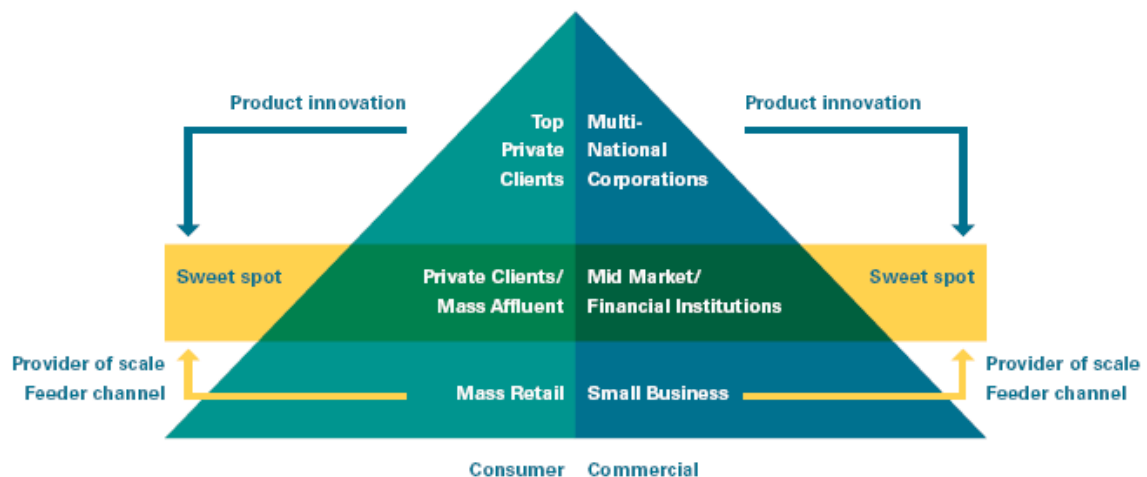 Product innovation
Product innovation
Top
Private
Clients
Multi-
National
Corporations
Sweet spot
Private Clients/
Mass Affluent
Mid Market/
Financial Institutions
Sweet spot
Provider of scale
Feeder channel
Mass Retail
Small Business
Provider of scale
Feeder channel
Consumer
Commercial